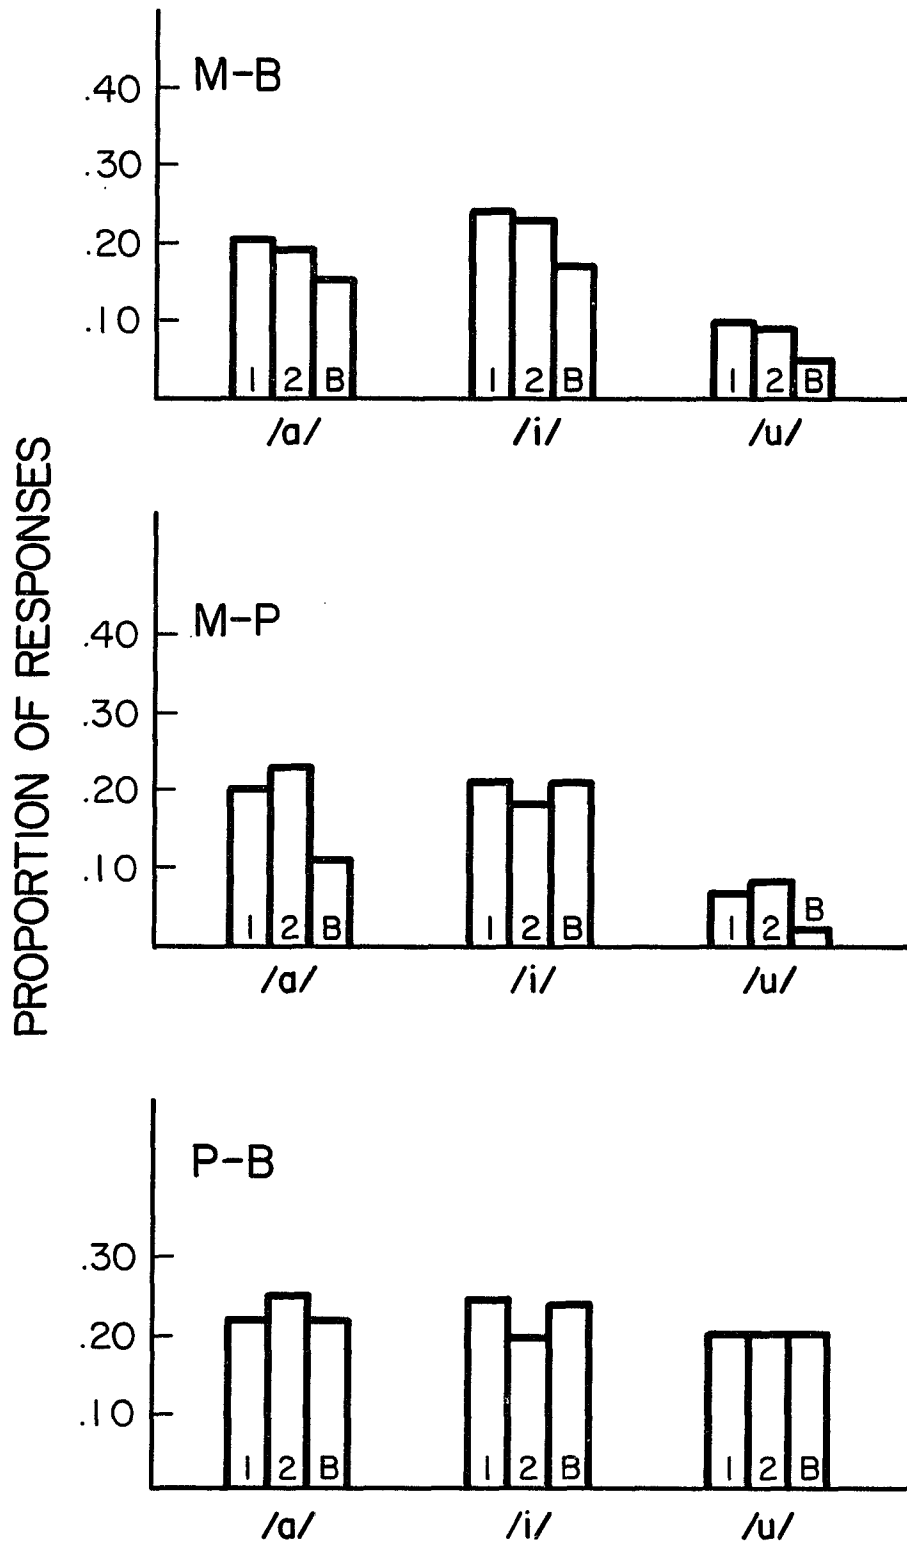 PROPORTION OF RESPONSES
M-B
.40
.30
.20
.10
1 2 B 1 2 B 1 2 B
/a/ /i/ /u/
M-P
.40
.30
.20
.10
1 2 B 1 2 B 1 2 B
/a/ /i/ /u/
P-B
.30
.20
.10
1 2 B 1 2 B 1 2 B
/a/ /i/ /u/